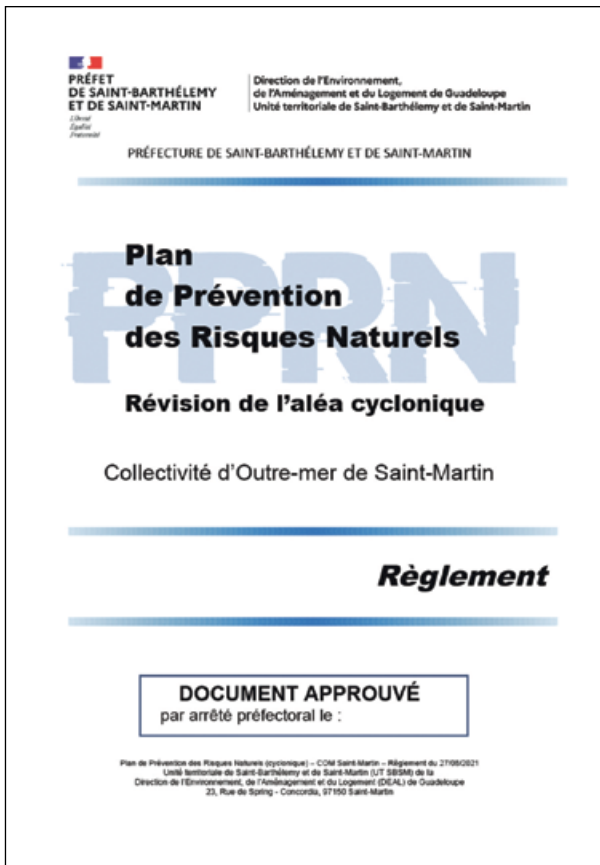 PRÉFET
DE SAINT-BARTHÉLEMY
ET DE SAINT-MARTIN
Liberté
Égalité
Fraternité
Direction de l'Environnement,
de l'Aménagement et du Logement de Guadeloupe
Unité territoriale de Saint-Barthélemy et de Saint-Martin
PRÉFECTURE DE SAINT-BARTHÉLEMY ET DE SAINT-MARTIN
PPRN
Plan
de Prévention
des Risques Naturels
Révision de l'aléa cyclonique
Collectivité d'Outre-mer de Saint-Martin
Règlement
DOCUMENT APPROUVÉ
par arrêté préfectoral le :
Plan de Prévention des Risques Naturels (cyclonique) – COM Saint-Martin – Règlement du 27/08/2021
Unité territoriale de Saint-Barthélemy et de Saint-Martin (UT SBSM) de la
Direction de l'Environnement, de l'Aménagement et du Logement (DEAL) de Guadeloupe
23, Rue de Spring - Concordia, 97150 Saint-Martin